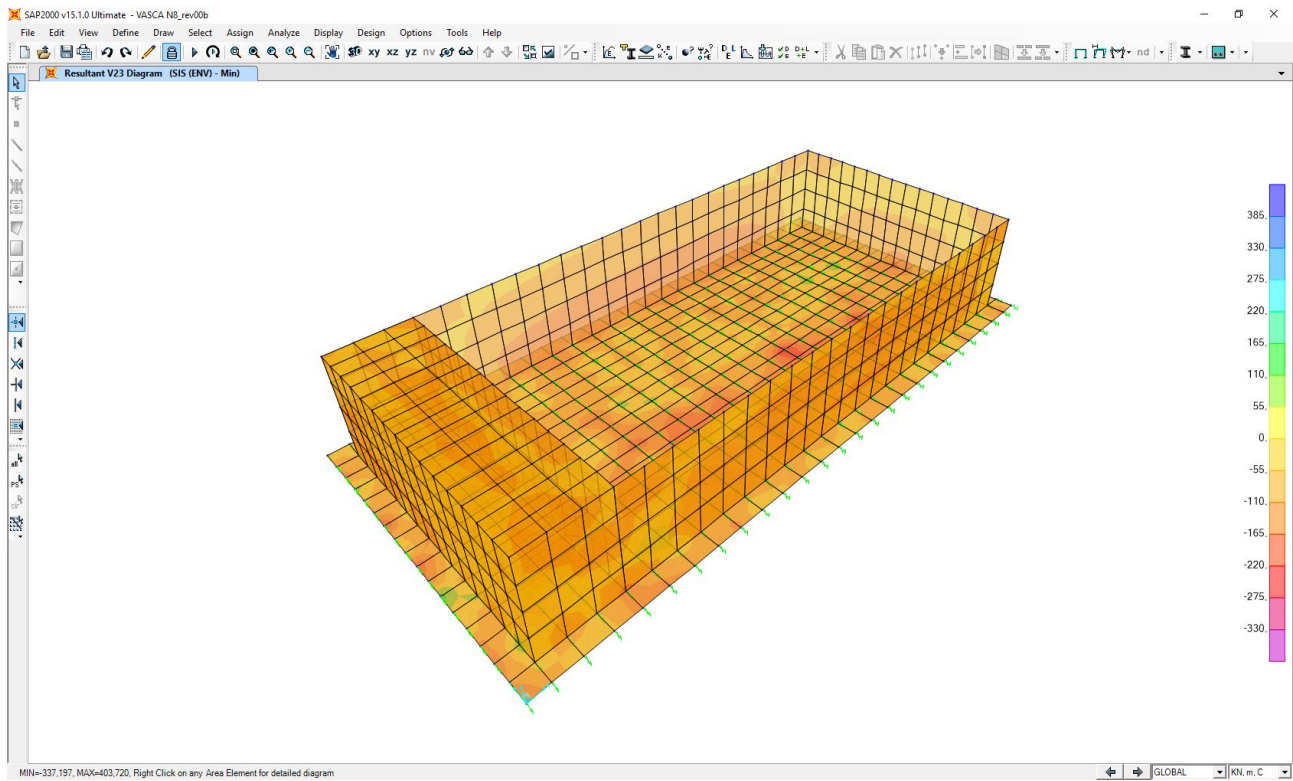 SAP2000 v15.1.0 Ultimate - VASCA N8_rev00b
File Edit View Define Draw Select Assign Analyze Display Design Options Tools Help
xy xz yz nv nd
Resultant V23 Diagram (SIS (ENV) - Min)
385,
330,
275,
220,
165,
110,
55,
0,
-55,
-110,
-165,
-220,
-275,
-330,
all
PS
clr
MIN=-337,197, MAX=403,720, Right Click on any Area Element for detailed diagram
GLOBAL
KN, m, C